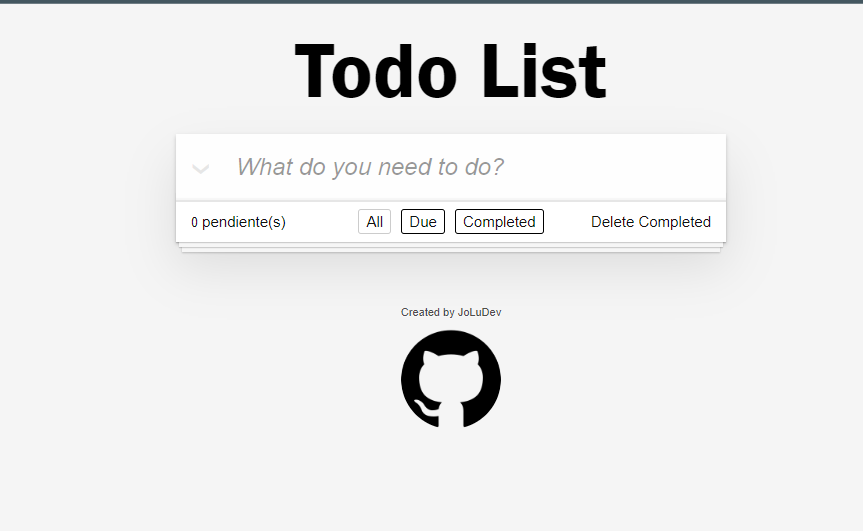 Todo List
What do you need to do?
0 pendiente(s) All Due Completed Delete Completed
Created by JoLuDev